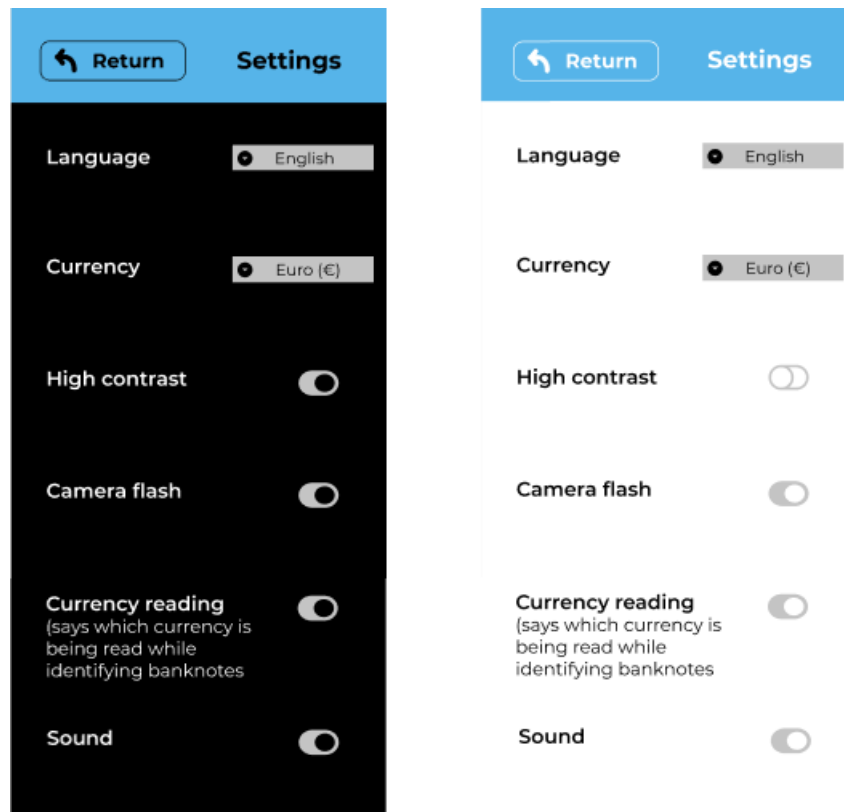 Return Settings
Language English
Currency Euro (€)
High contrast
Camera flash
Currency reading
(says which currency is
being read while
identifying banknotes
Sound
Return Settings
Language English
Currency Euro (€)
High contrast
Camera flash
Currency reading
(says which currency is
being read while
identifying banknotes
Sound